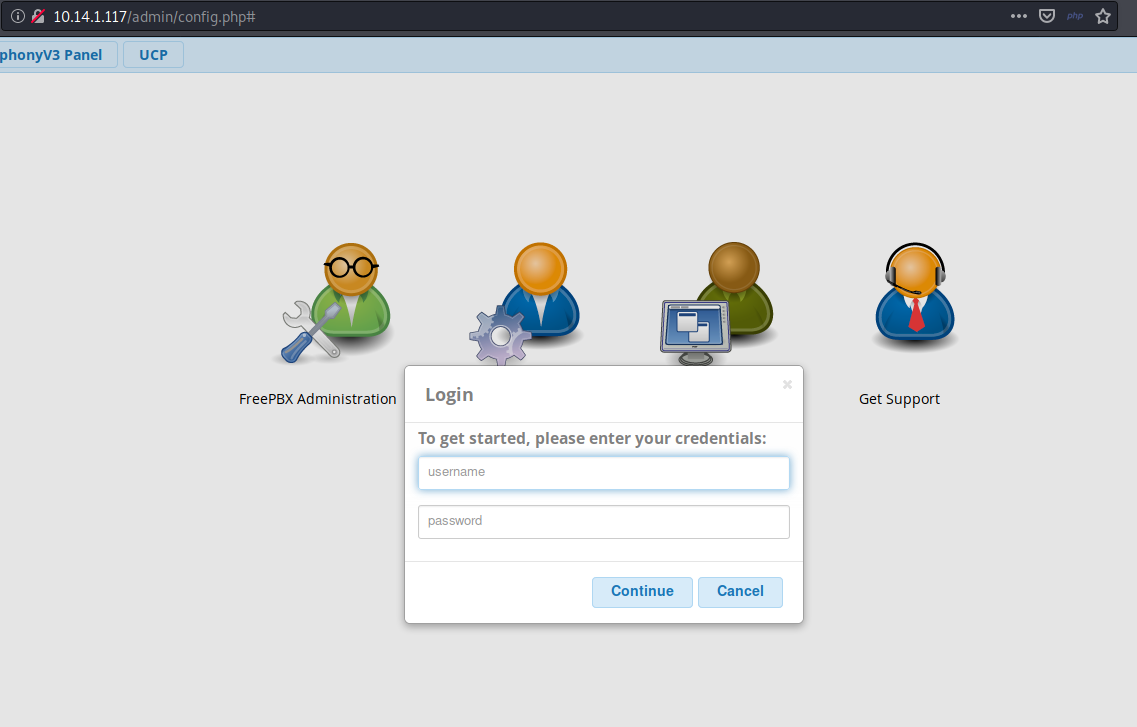 10.14.1.117/admin/config.php#
php
phonyV3 Panel
UCP
FreePBX Administration
Get Support
Login
To get started, please enter your credentials:
username
password
Continue
Cancel